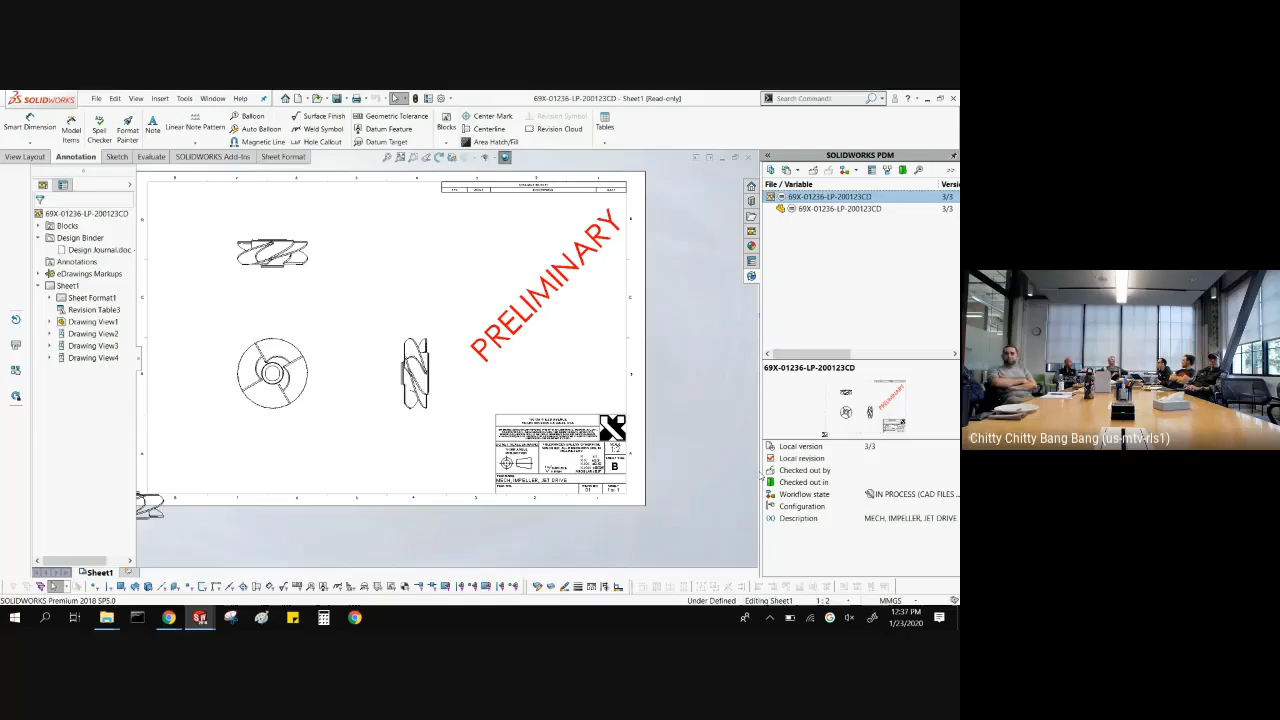 SOLIDWORKS
File Edit View Insert Tools Window Help
69X-01236-LP-200123CD - Sheet1 [Read-only]
Search Commands
Smart Dimension
Model Items
Spell Checker
Format Painter
Note
Linear Note Pattern
Balloon
Auto Balloon
Magnetic Line
Surface Finish
Weld Symbol
Hole Callout
Geometric Tolerance
Datum Feature
Datum Target
Blocks
Center Mark
Centerline
Area Hatch/Fill
Revision Symbol
Revision Cloud
Tables
View Layout Annotation Sketch Evaluate SOLIDWORKS Add-Ins Sheet Format
69X-01236-LP-200123CD
Blocks
Design Binder
Design Journal.doc
Annotations
eDrawings Markups
Sheet1
Sheet Format1
Revision Table3
Drawing View1
Drawing View2
Drawing View3
Drawing View4
PRELIMINARY
MECH, IMPELLER, JET DRIVE
B
01
Sheet1
SOLIDWORKS PDM
File / Variable Versio
69X-01236-LP-200123CD 3/3
69X-01236-LP-200123CD 3/3
69X-01236-LP-200123CD
PRELIMINARY
Local version 3/3
Local revision
Checked out by
Checked out in
Workflow state IN PROCESS (CAD FILES ...
Configuration
Description MECH, IMPELLER, JET DRIVE
SOLIDWORKS Premium 2018 SP5.0
Under Defined Editing Sheet1 1:2 MMGS
12:37 PM
1/23/2020
Chitty Chitty Bang Bang (us-mtv-rls1)